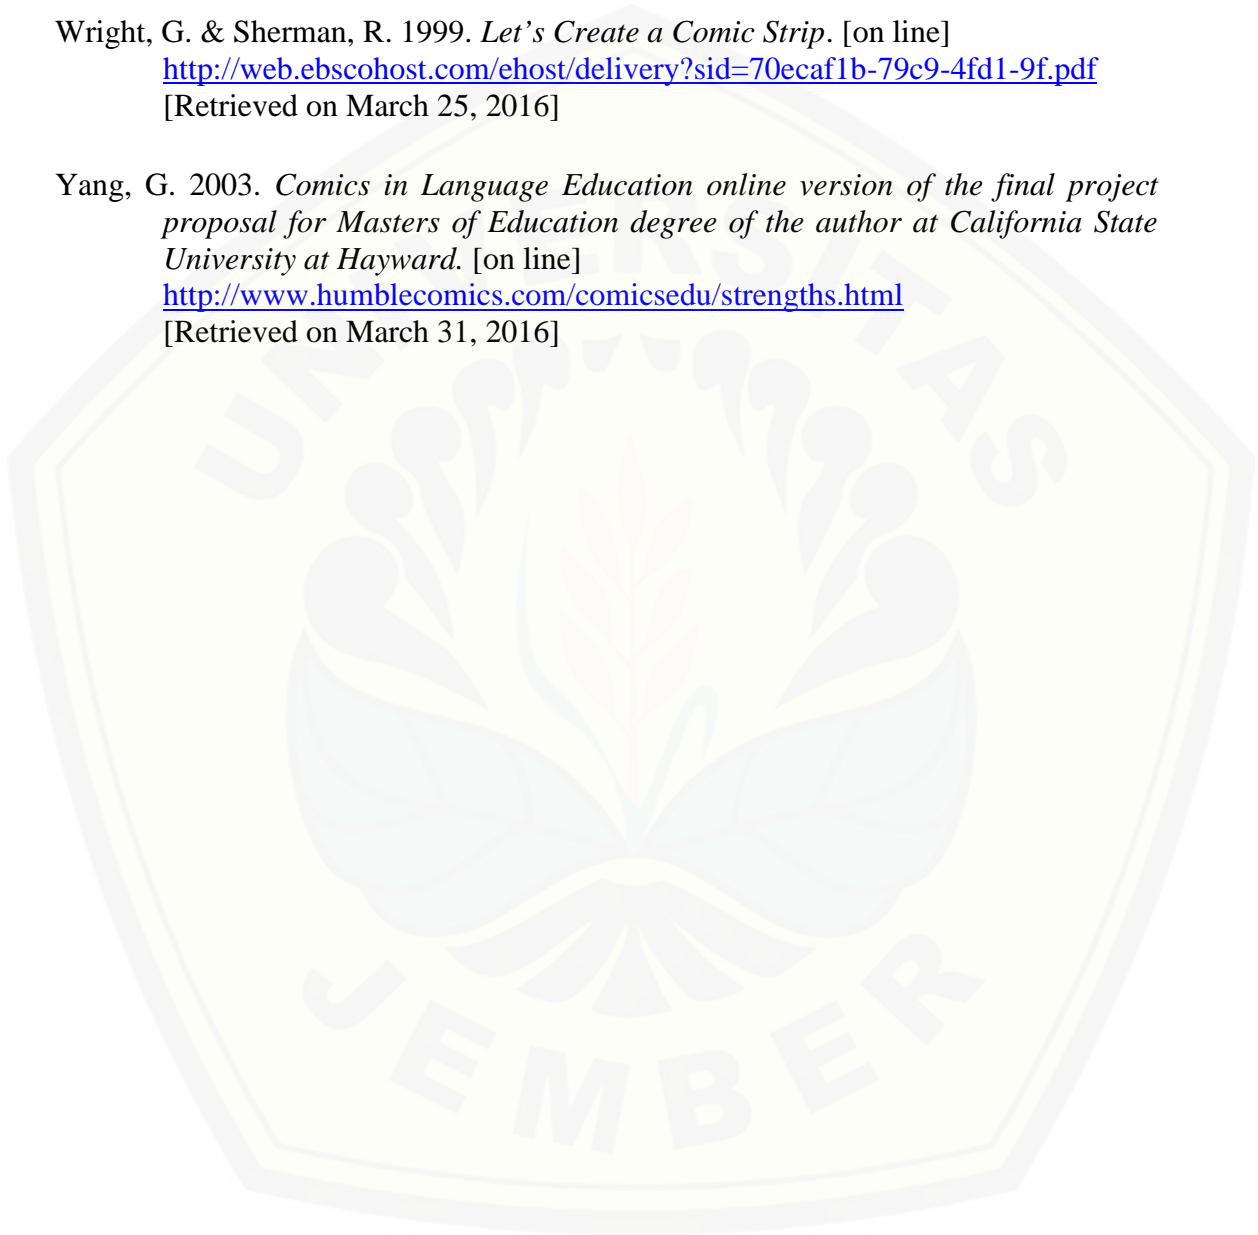 Wright, G. & Sherman, R. 1999. Let’s Create a Comic Strip. [on line]
http://web.ebscohost.com/ehost/delivery?sid=70ecaf1b-79c9-4fd1-9f.pdf
[Retrieved on March 25, 2016]
Yang, G. 2003. Comics in Language Education online version of the final project
proposal for Masters of Education degree of the author at California State
University at Hayward. [on line]
http://www.humblecomics.com/comicsedu/strengths.html
[Retrieved on March 31, 2016]
UNIVERSITAS
JEMBER